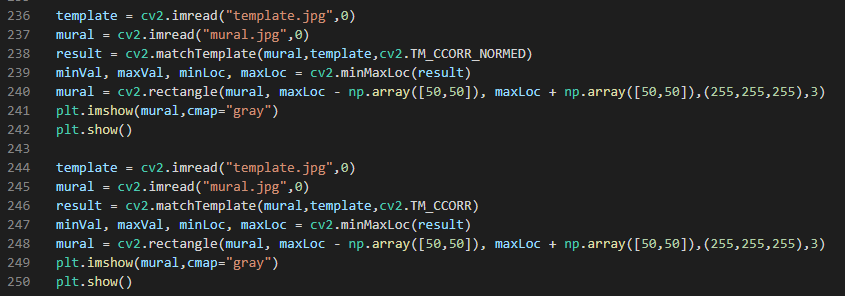 236 template = cv2.imread("template.jpg",0)
237 mural = cv2.imread("mural.jpg",0)
238 result = cv2.matchTemplate(mural,template,cv2.TM_CCORR_NORMED)
239 minVal, maxVal, minLoc, maxLoc = cv2.minMaxLoc(result)
240 mural = cv2.rectangle(mural, maxLoc - np.array([50,50]), maxLoc + np.array([50,50]),(255,255,255),3)
241 plt.imshow(mural,cmap="gray")
242 plt.show()
243
244 template = cv2.imread("template.jpg",0)
245 mural = cv2.imread("mural.jpg",0)
246 result = cv2.matchTemplate(mural,template,cv2.TM_CCORR)
247 minVal, maxVal, minLoc, maxLoc = cv2.minMaxLoc(result)
248 mural = cv2.rectangle(mural, maxLoc - np.array([50,50]), maxLoc + np.array([50,50]),(255,255,255),3)
249 plt.imshow(mural,cmap="gray")
250 plt.show()